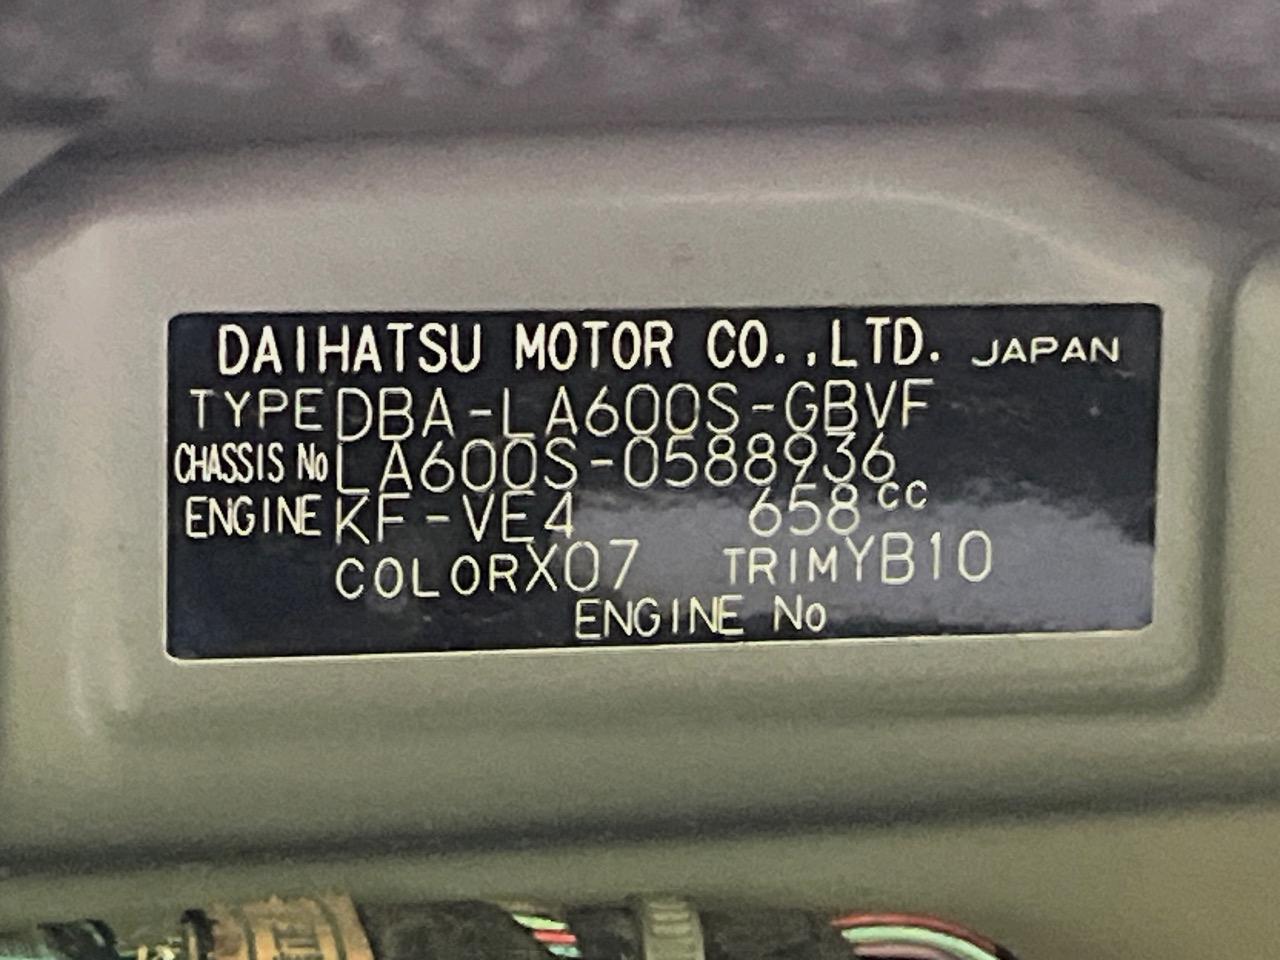 DAIHATSU MOTOR CO.,LTD. JAPAN
TYPE DBA-LA600S-GBVF
CHASSIS No LA600S-0588936
ENGINE KF-VE4 658cc
COLOR X07 TRIM YB10
ENGINE No